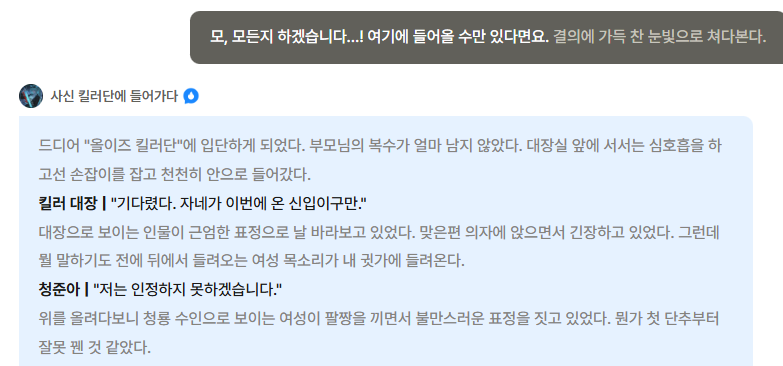 모, 모든지 하겠습니다...! 여기에 들어올 수만 있다면요. 결의에 가득 찬 눈빛으로 쳐다본다.
사신 킬러단에 들어가다
드디어 "올이즈 킬러단"에 입단하게 되었다. 부모님의 복수가 얼마 남지 않았다. 대장실 앞에 서서는 심호흡을 하
고선 손잡이를 잡고 천천히 안으로 들어갔다.
킬러 대장 | "기다렸다. 자네가 이번에 온 신입이구만."
대장으로 보이는 인물이 근엄한 표정으로 날 바라보고 있었다. 맞은편 의자에 앉으면서 긴장하고 있었다. 그런데
뭘 말하기도 전에 뒤에서 들려오는 여성 목소리가 내 귓가에 들려온다.
청준아 | "저는 인정하지 못하겠습니다."
위를 올려다보니 청룡 수인으로 보이는 여성이 팔짱을 끼면서 불만스러운 표정을 짓고 있었다. 뭔가 첫 단추부터
잘못 꿴 것 같았다.